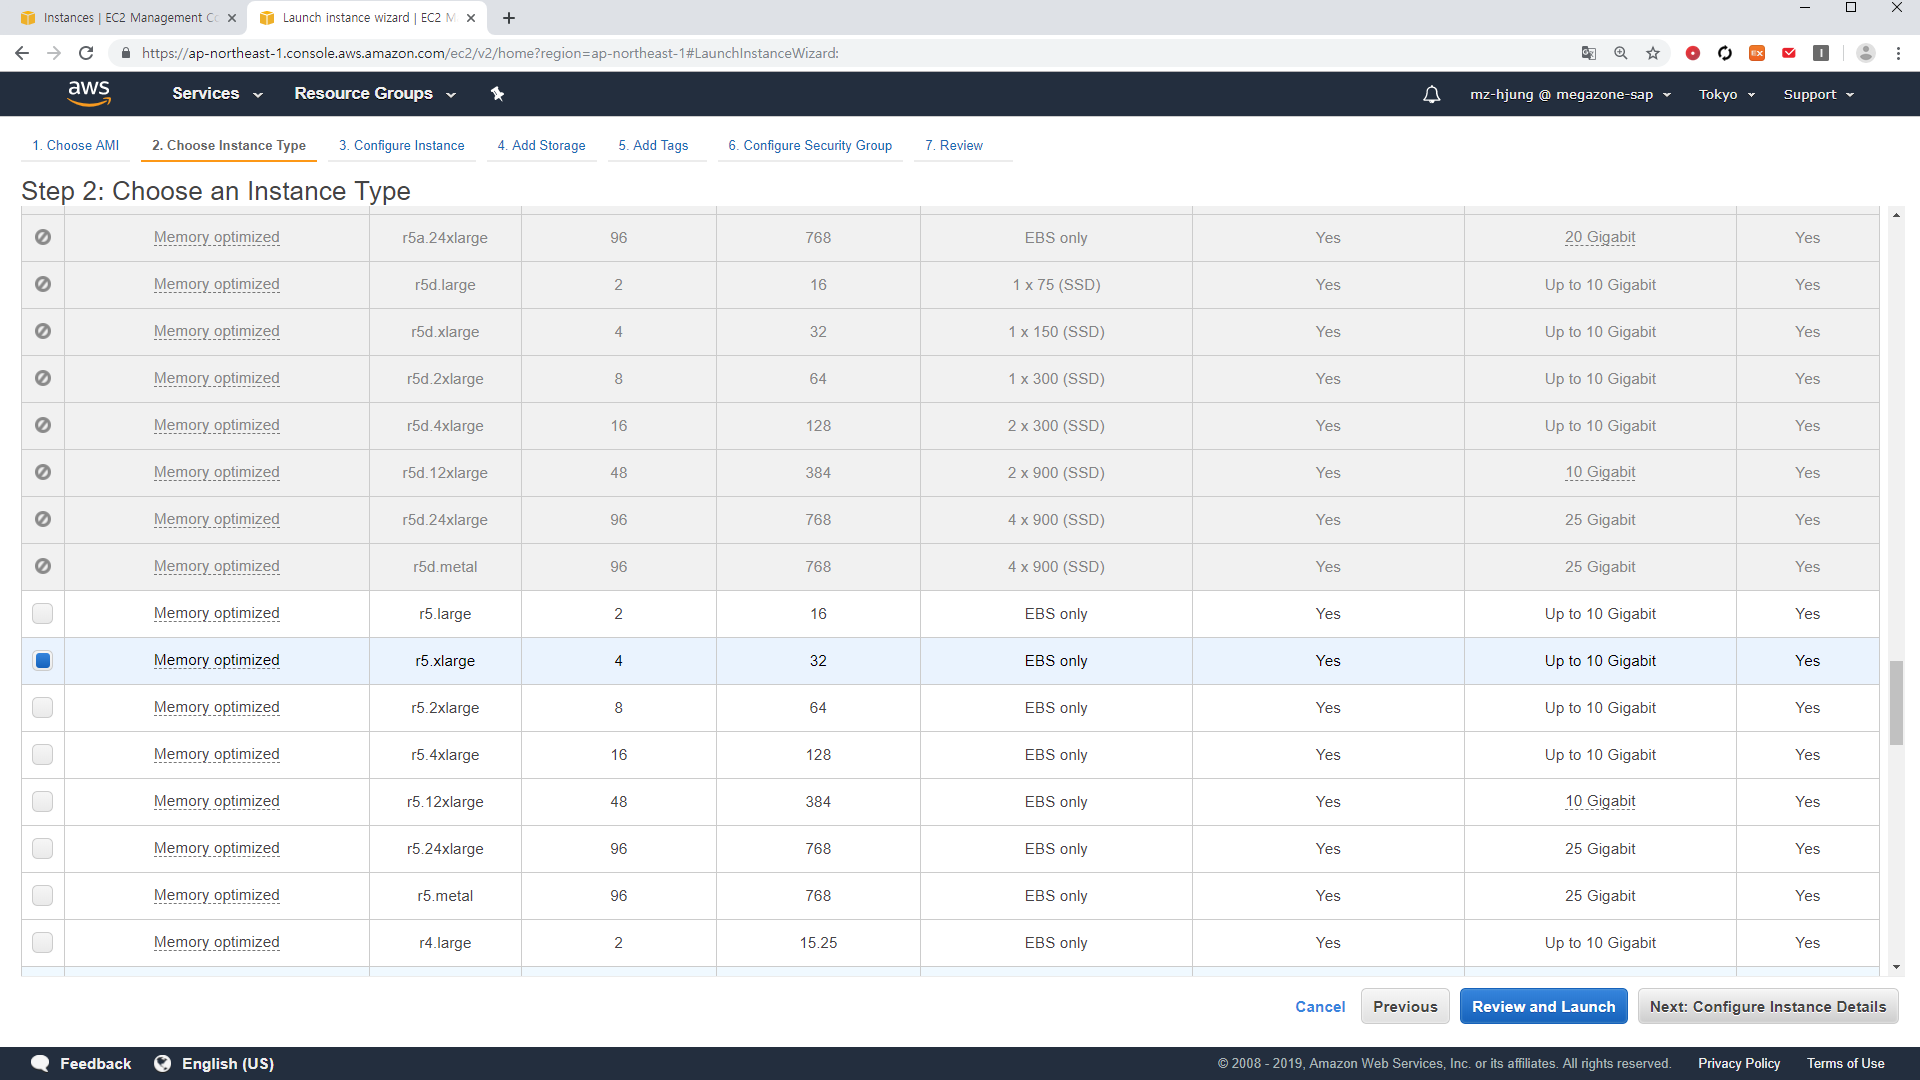 Instances | EC2 Management Co
Launch instance wizard | EC2 M
https://ap-northeast-1.console.aws.amazon.com/ec2/v2/home?region=ap-northeast-1#LaunchInstanceWizard:
aws Services Resource Groups mz-hjung @ megazone-sap Tokyo Support
1. Choose AMI 2. Choose Instance Type 3. Configure Instance 4. Add Storage 5. Add Tags 6. Configure Security Group 7. Review
Step 2: Choose an Instance Type
Memory optimized r5a.24xlarge 96 768 EBS only Yes 20 Gigabit Yes
Memory optimized r5d.large 2 16 1 x 75 (SSD) Yes Up to 10 Gigabit Yes
Memory optimized r5d.xlarge 4 32 1 x 150 (SSD) Yes Up to 10 Gigabit Yes
Memory optimized r5d.2xlarge 8 64 1 x 300 (SSD) Yes Up to 10 Gigabit Yes
Memory optimized r5d.4xlarge 16 128 2 x 300 (SSD) Yes Up to 10 Gigabit Yes
Memory optimized r5d.12xlarge 48 384 2 x 900 (SSD) Yes 10 Gigabit Yes
Memory optimized r5d.24xlarge 96 768 4 x 900 (SSD) Yes 25 Gigabit Yes
Memory optimized r5d.metal 96 768 4 x 900 (SSD) Yes 25 Gigabit Yes
Memory optimized r5.large 2 16 EBS only Yes Up to 10 Gigabit Yes
Memory optimized r5.xlarge 4 32 EBS only Yes Up to 10 Gigabit Yes
Memory optimized r5.2xlarge 8 64 EBS only Yes Up to 10 Gigabit Yes
Memory optimized r5.4xlarge 16 128 EBS only Yes Up to 10 Gigabit Yes
Memory optimized r5.12xlarge 48 384 EBS only Yes 10 Gigabit Yes
Memory optimized r5.24xlarge 96 768 EBS only Yes 25 Gigabit Yes
Memory optimized r5.metal 96 768 EBS only Yes 25 Gigabit Yes
Memory optimized r4.large 2 15.25 EBS only Yes Up to 10 Gigabit Yes
Cancel Previous Review and Launch Next: Configure Instance Details
Feedback English (US) © 2008 - 2019, Amazon Web Services, Inc. or its affiliates. All rights reserved. Privacy Policy Terms of Use